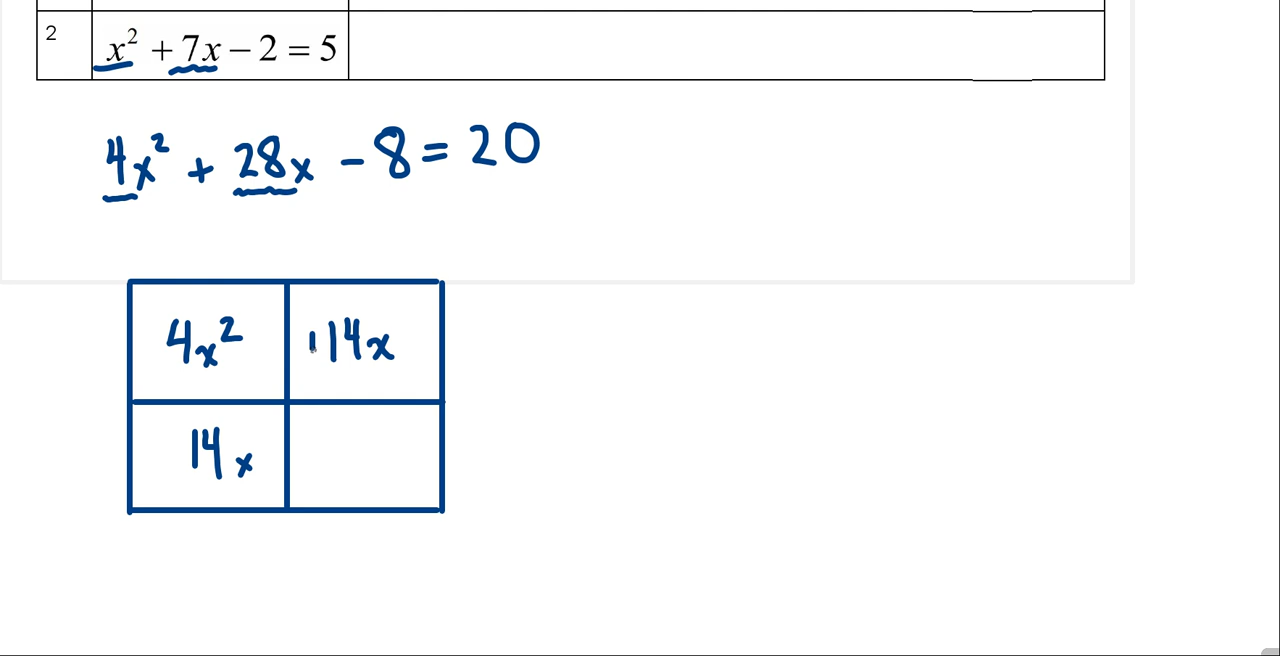 2 x² + 7x − 2 = 5
4x² + 28x - 8 = 20
4x² 14x
14x